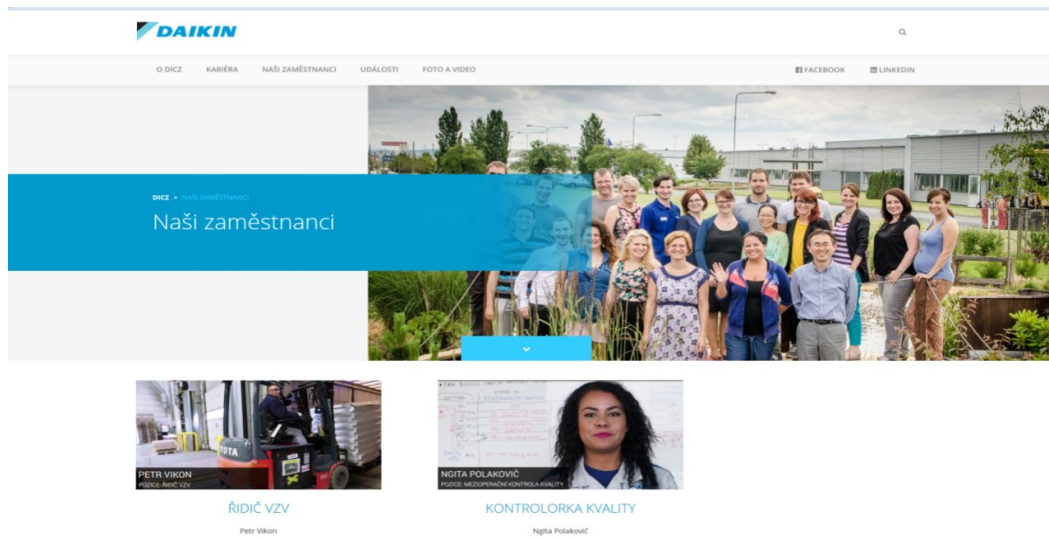 DAIKIN
O DICZ KARIÉRA NAŠI ZAMĚSTNANCI UDÁLOSTI FOTO A VIDEO FACEBOOK LINKEDIN
DICZ • NAŠI ZAMĚSTNANCI
Naši zaměstnanci
PETR VIKON
POZICE: ŘIDIČ VZV
NGITA POLAKOVIČ
POZICE: MEZIOPERAČNÍ KONTROLA KVALITY
ŘIDIČ VZV KONTROLORKA KVALITY
Petr Vikon Ngita Polakovič